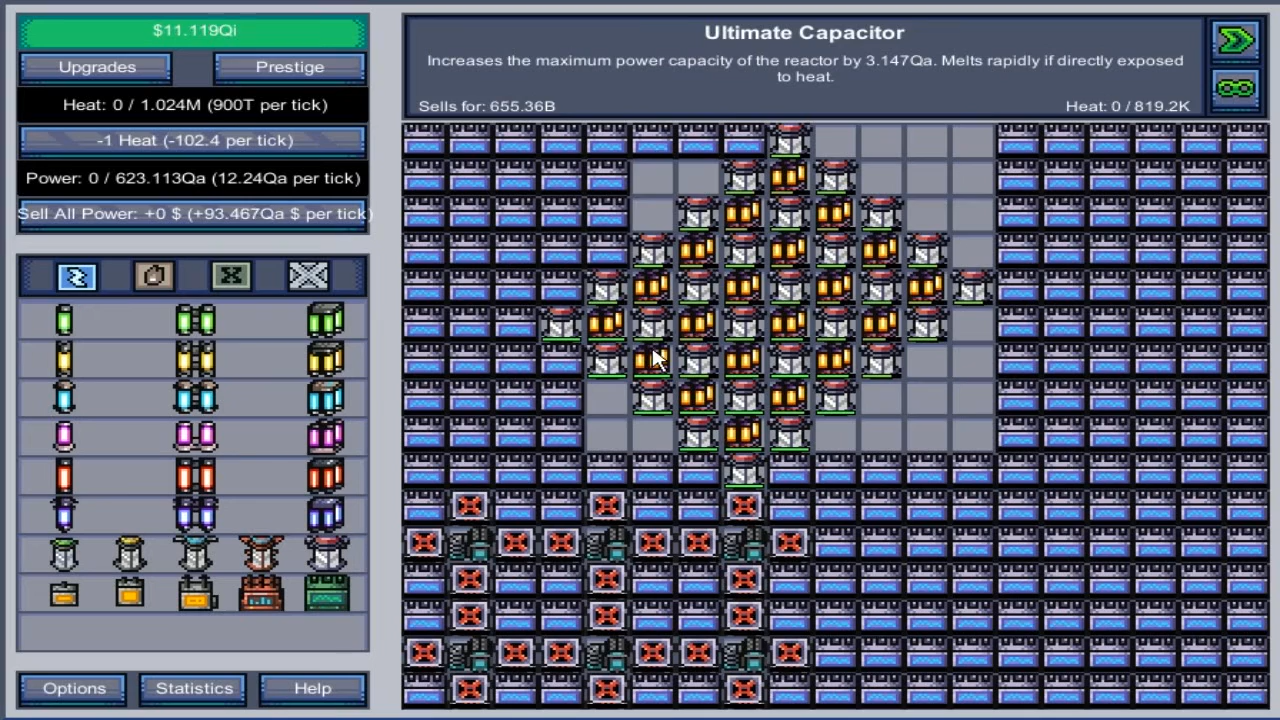 $11.119Qi
Upgrades
Prestige
Heat: 0 / 1.024M (900T per tick)
-1 Heat (-102.4 per tick)
Power: 0 / 623.113Qa (12.24Qa per tick)
Sell All Power: +0 $ (+93.467Qa $ per tick)
Ultimate Capacitor
Increases the maximum power capacity of the reactor by 3.147Qa. Melts rapidly if directly exposed
to heat.
Sells for: 655.36B
Heat: 0 / 819.2K
Options
Statistics
Help